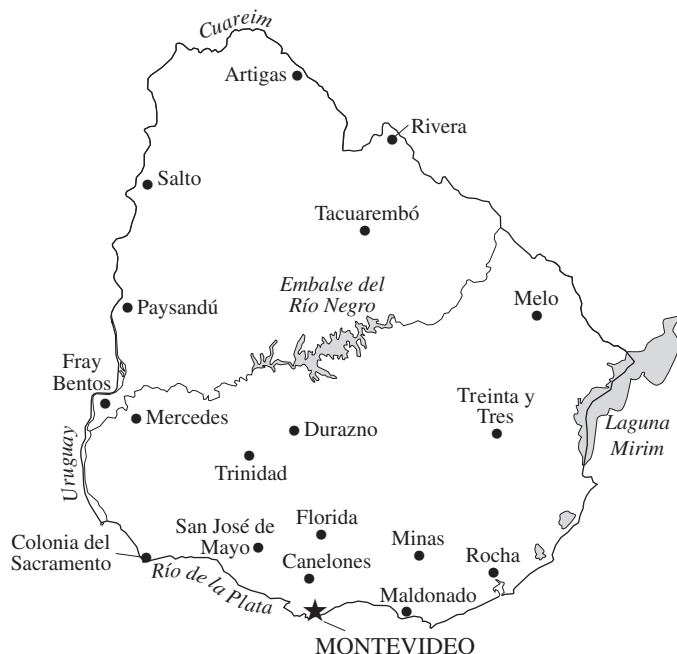 Cuareim
Artigas
Rivera
Salto
Tacuarembó
Embalse del
Río Negro
Paysandú
Melo
Fray
Bentos
Mercedes
Treinta y
Tres
Durazno
Laguna
Mirim
Uruguay
Trinidad
Florida
San José de
Mayo
Minas
Colonia del
Sacramento
Canelones
Rocha
Río de la Plata
Maldonado
MONTEVIDEO